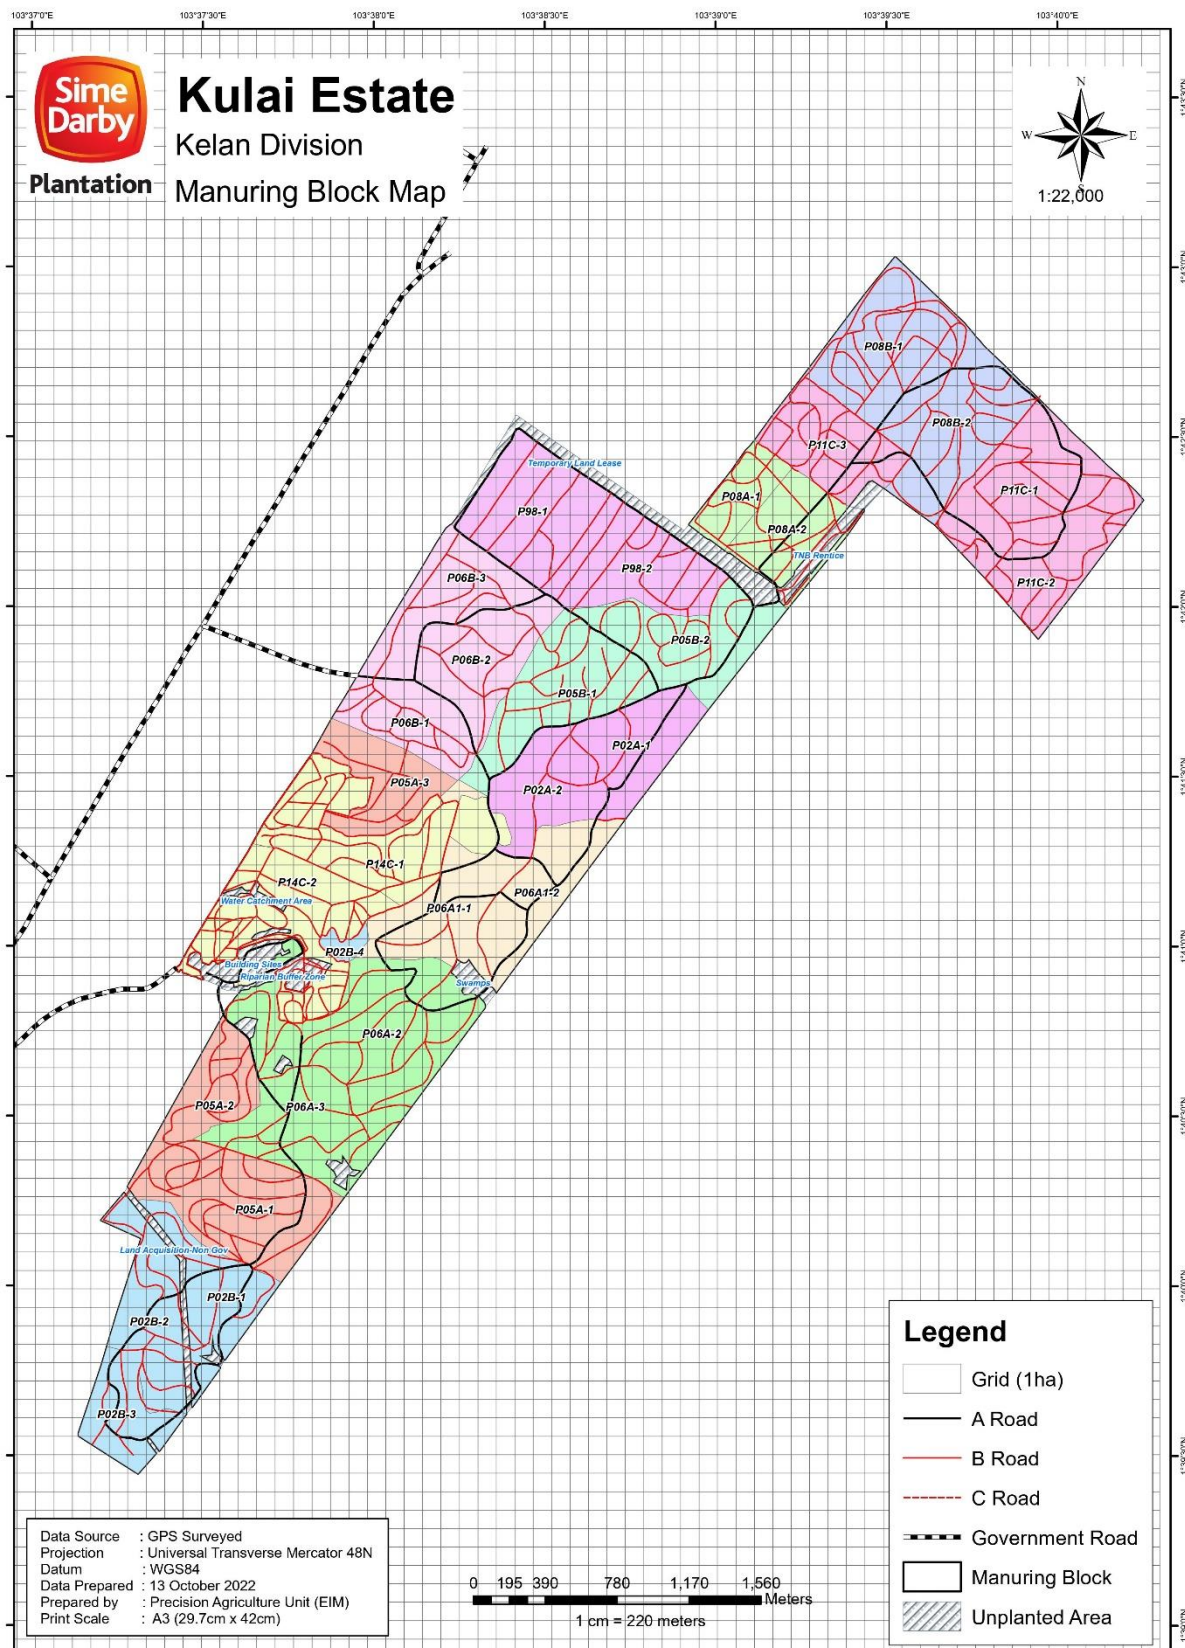 103°37'0"E 103°37'30"E 103°38'0"E 103°38'30"E 103°39'0"E 103°39'30"E 103°40'0"E
Sime
Darby
Plantation
Kulai Estate
Kelan Division
Manuring Block Map
N
W E
S
1:22,000
P08B-1
P08B-2
P11C-3
Temporary Land Lease
P08A-1
P11C-1
P98-1
P08A-2
TNB Rentice
P98-2
P06B-3
P11C-2
P05B-2
P06B-2
P05B-1
P06B-1
P02A-1
P05A-3
P02A-2
P14C-1
P14C-2
P06A1-2
Water Catchment Area
P06A1-1
P02B-4
Building Sites
Riparian Buffer Zone
Swamps
P06A-2
P05A-2
P06A-3
P05A-1
Land Acquisition-Non Gov
P02B-1
P02B-2
P02B-3
Legend
Grid (1ha)
A Road
B Road
C Road
Government Road
Manuring Block
Unplanted Area
Data Source : GPS Surveyed
Projection : Universal Transverse Mercator 48N
Datum : WGS84
Data Prepared : 13 October 2022
Prepared by : Precision Agriculture Unit (EIM)
Print Scale : A3 (29.7cm x 42cm)
0 195 390 780 1,170 1,560
Meters
1 cm = 220 meters